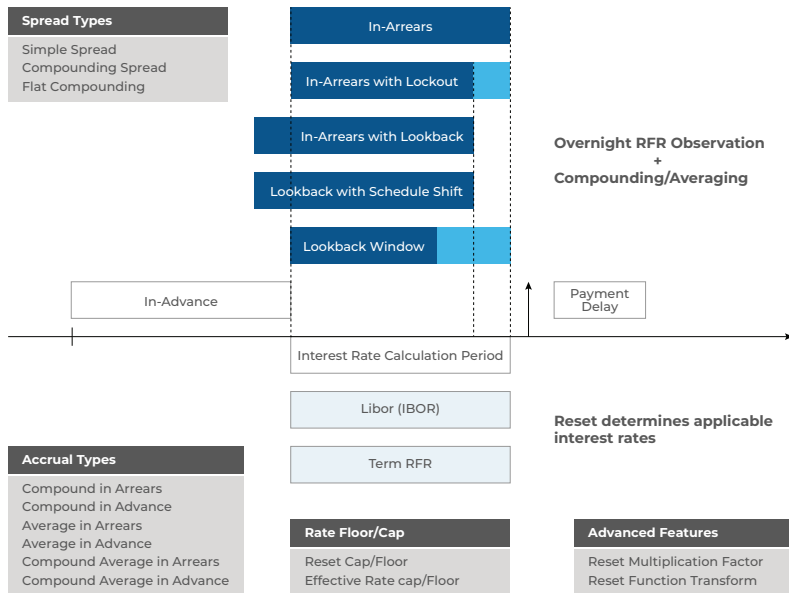 Spread Types
Simple Spread
Compounding Spread
Flat Compounding
In-Arrears
In-Arrears with Lockout
In-Arrears with Lookback
Lookback with Schedule Shift
Lookback Window
Overnight RFR Observation
+
Compounding/Averaging
In-Advance
Payment
Delay
Interest Rate Calculation Period
Libor (IBOR)
Term RFR
Reset determines applicable
interest rates
Accrual Types
Compound in Arrears
Compound in Advance
Average in Arrears
Average in Advance
Compound Average in Arrears
Compound Average in Advance
Rate Floor/Cap
Reset Cap/Floor
Effective Rate cap/Floor
Advanced Features
Reset Multiplication Factor
Reset Function Transform